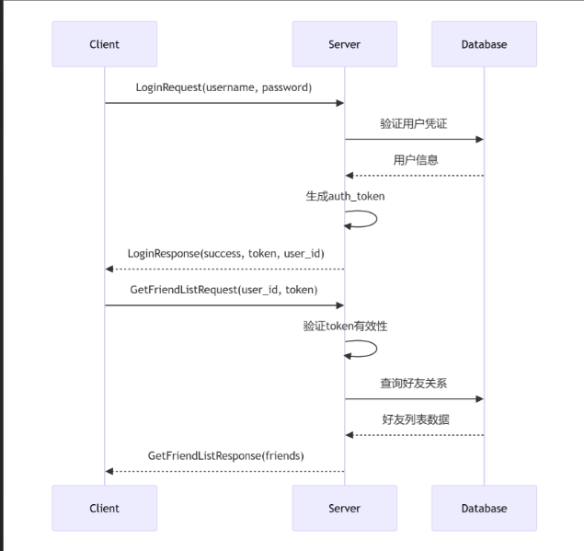 Client
Server
Database
LoginRequest(username, password)
验证用户凭证
用户信息
生成auth_token
LoginResponse(success, token, user_id)
GetFriendListRequest(user_id, token)
验证token有效性
查询好友关系
好友列表数据
GetFriendListResponse(friends)
Client
Server
Database